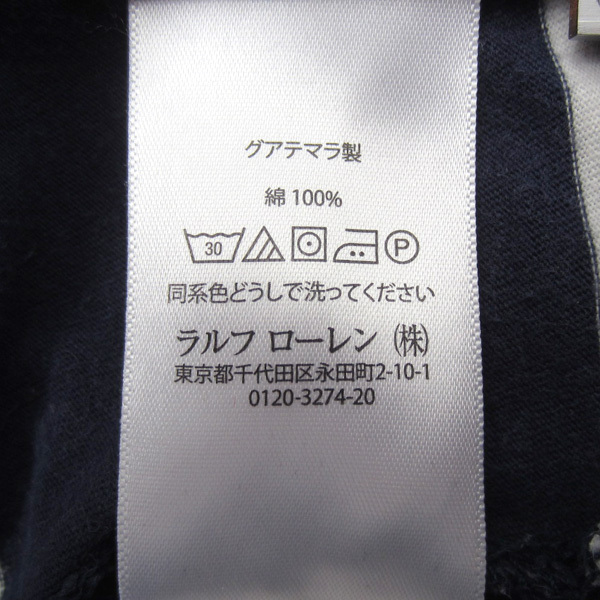 グアテマラ製
綿 100%
30 P
同系色どうしで洗ってください
ラルフ ローレン (株)
東京都千代田区永田町2-10-1
0120-3274-20